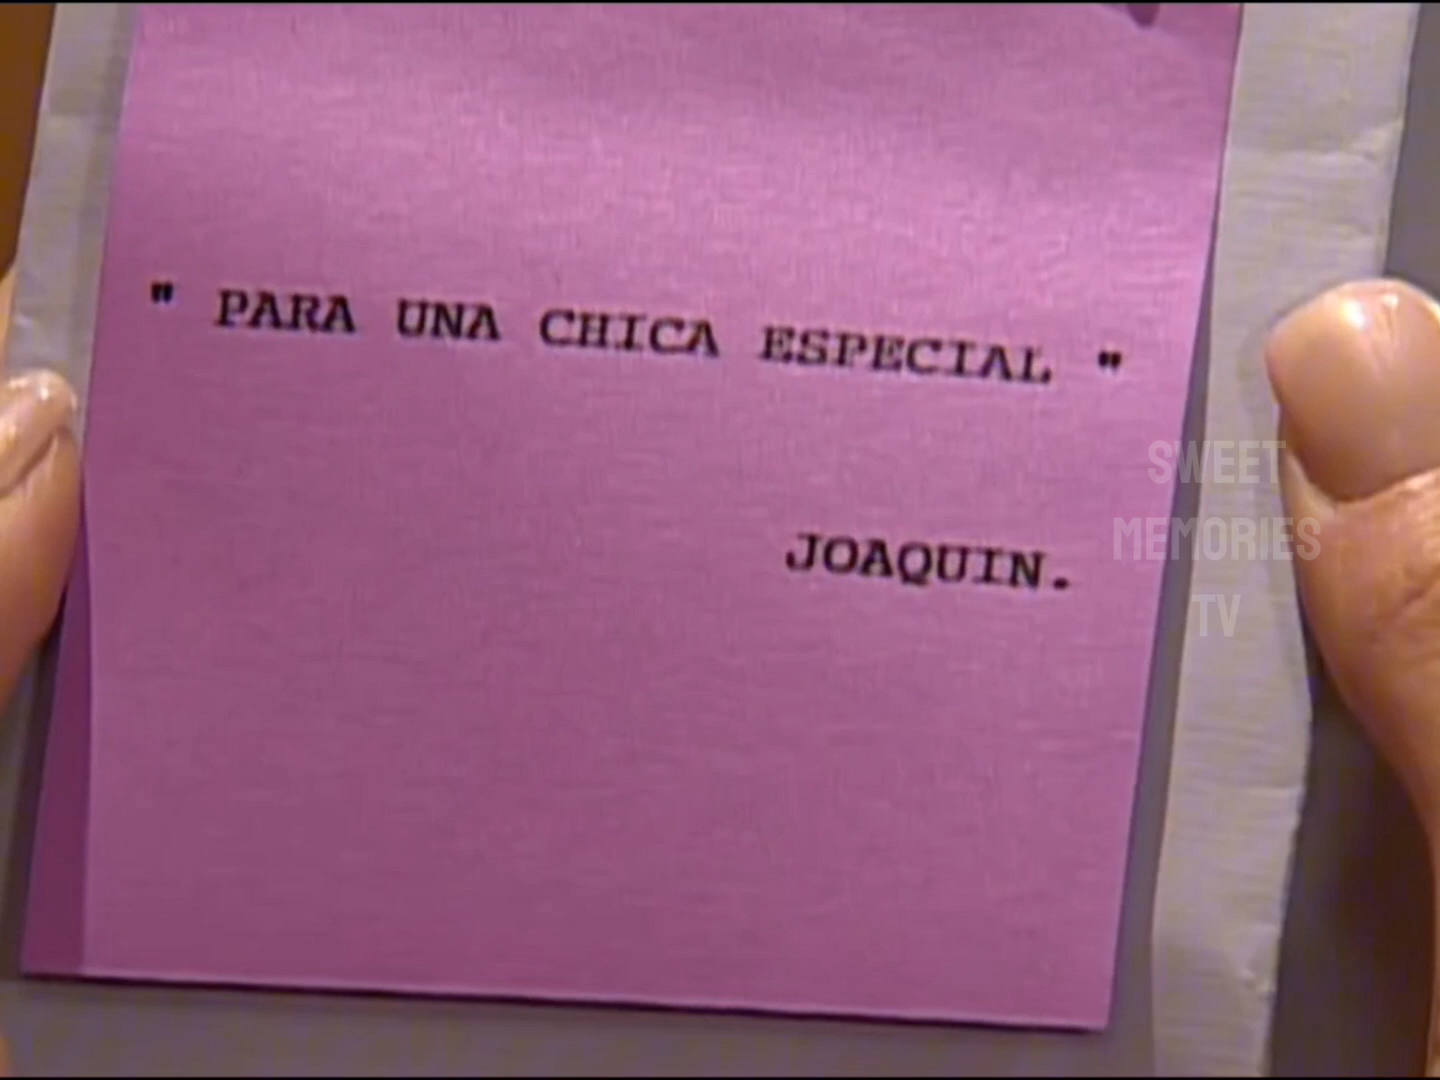 " PARA UNA CHICA ESPECIAL "
JOAQUIN.
SWEET
MEMORIES
TV